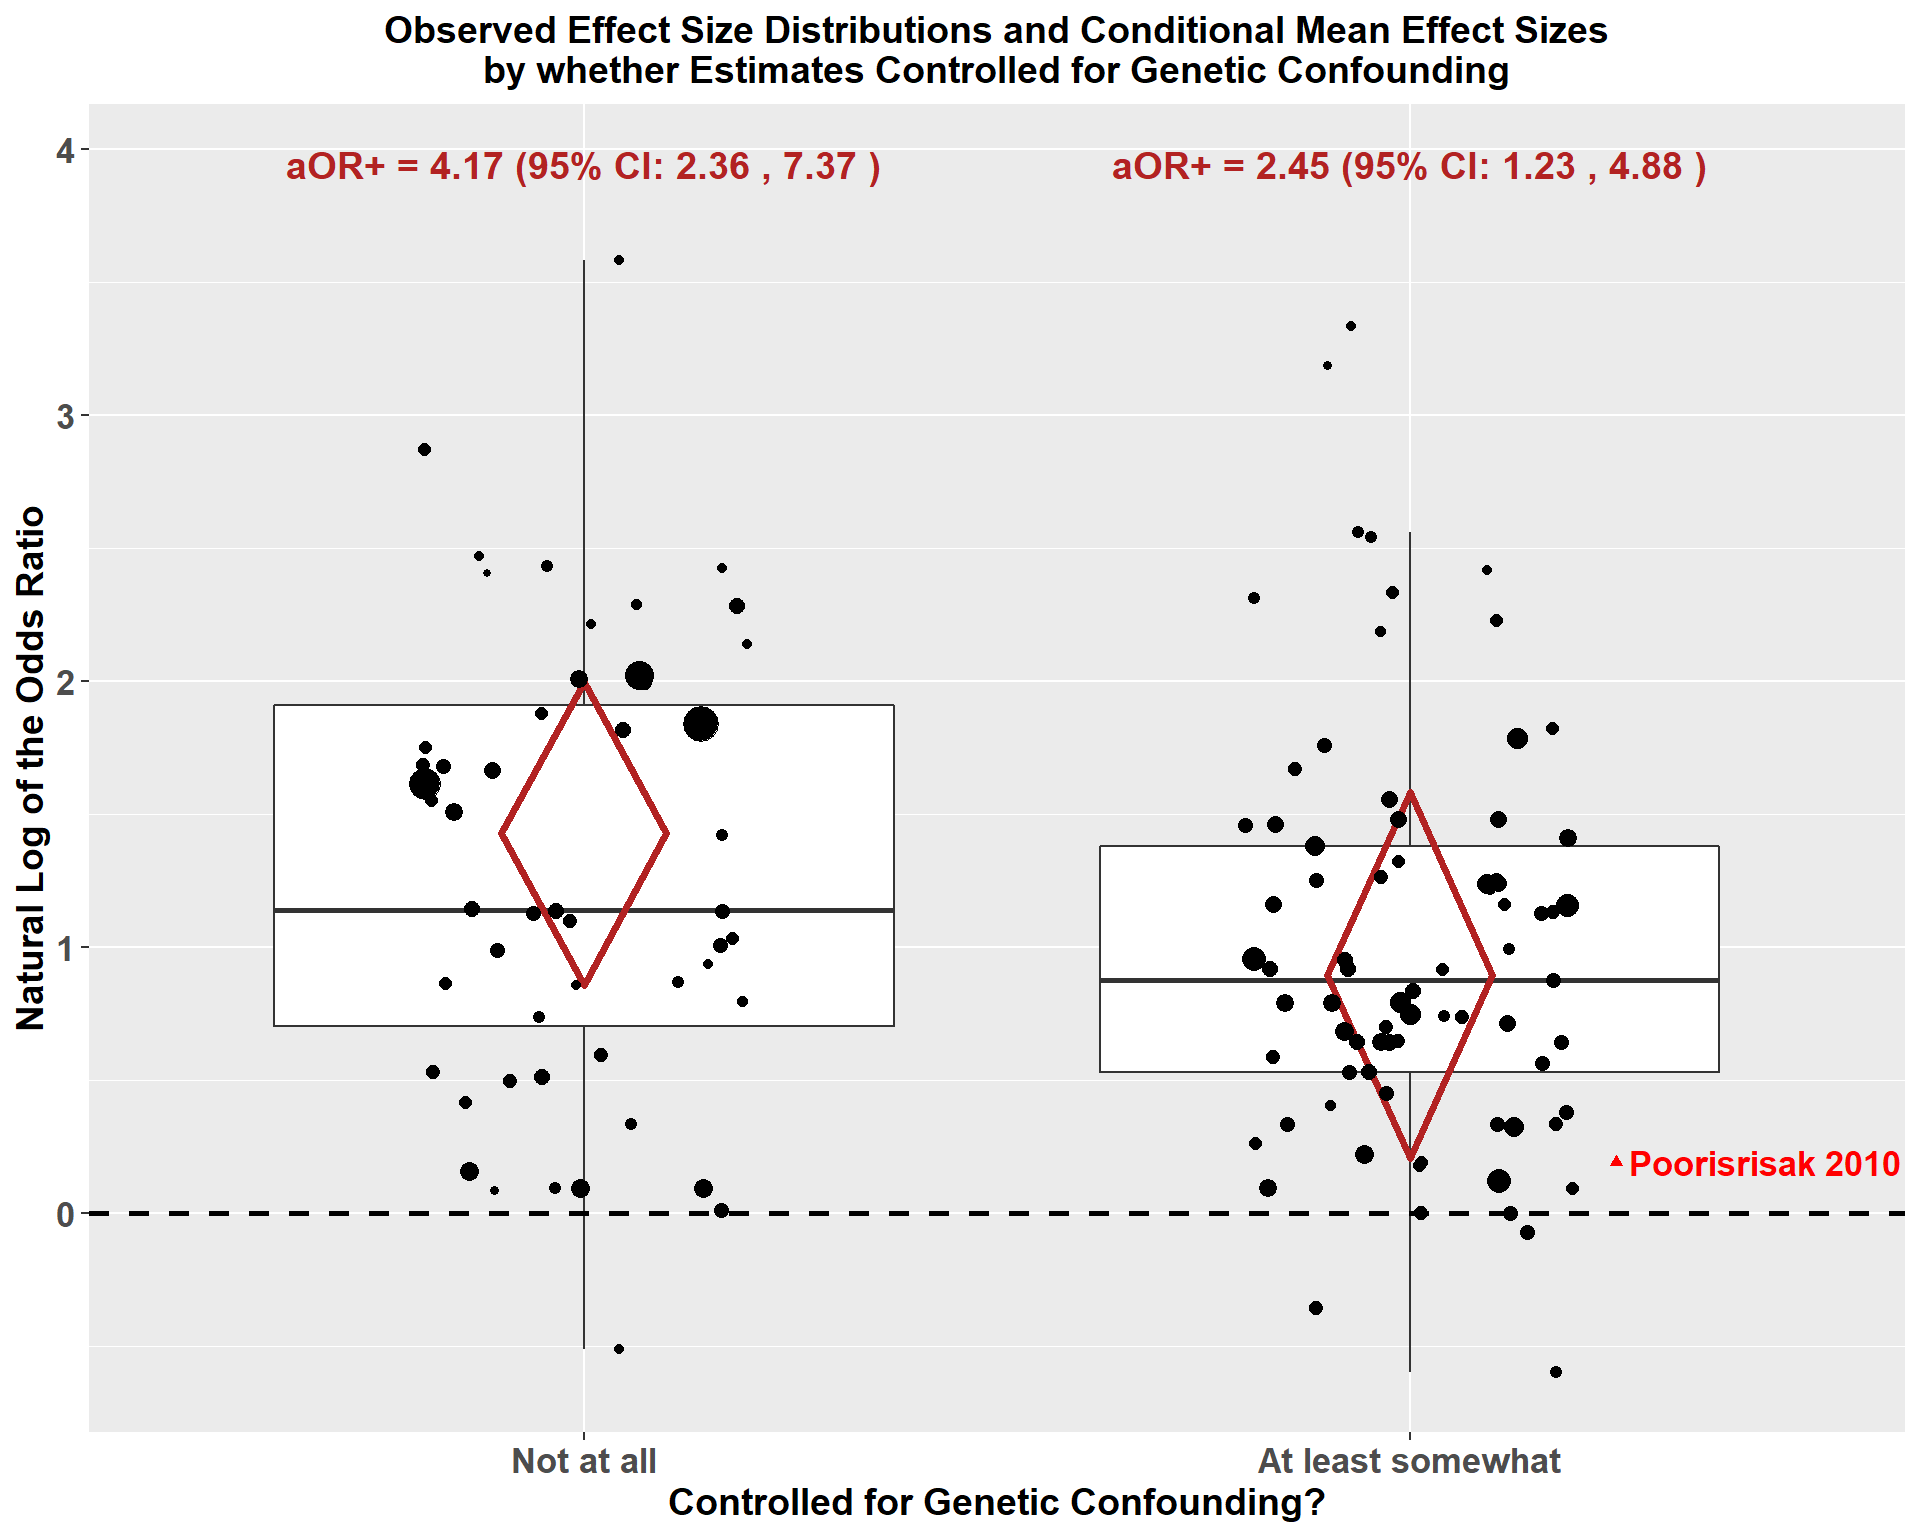 Observed Effect Size Distributions and Conditional Mean Effect Sizes
by whether Estimates Controlled for Genetic Confounding
Natural Log of the Odds Ratio
4
3
2
1
0
aOR+ = 4.17 (95% CI: 2.36 , 7.37 )
aOR+ = 2.45 (95% CI: 1.23 , 4.88 )
Poorisrisak 2010
Not at all
At least somewhat
Controlled for Genetic Confounding?